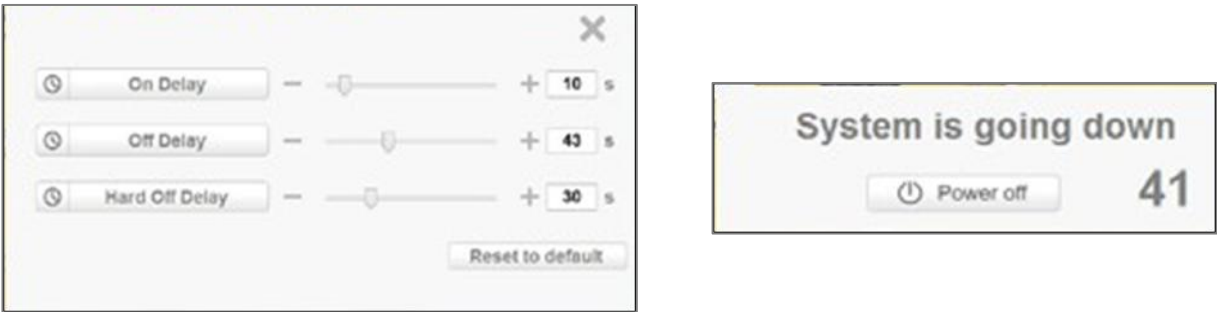 On Delay 10 s
Off Delay 43 s
Hard Off Delay 30 s
Reset to default
System is going down
Power off 41